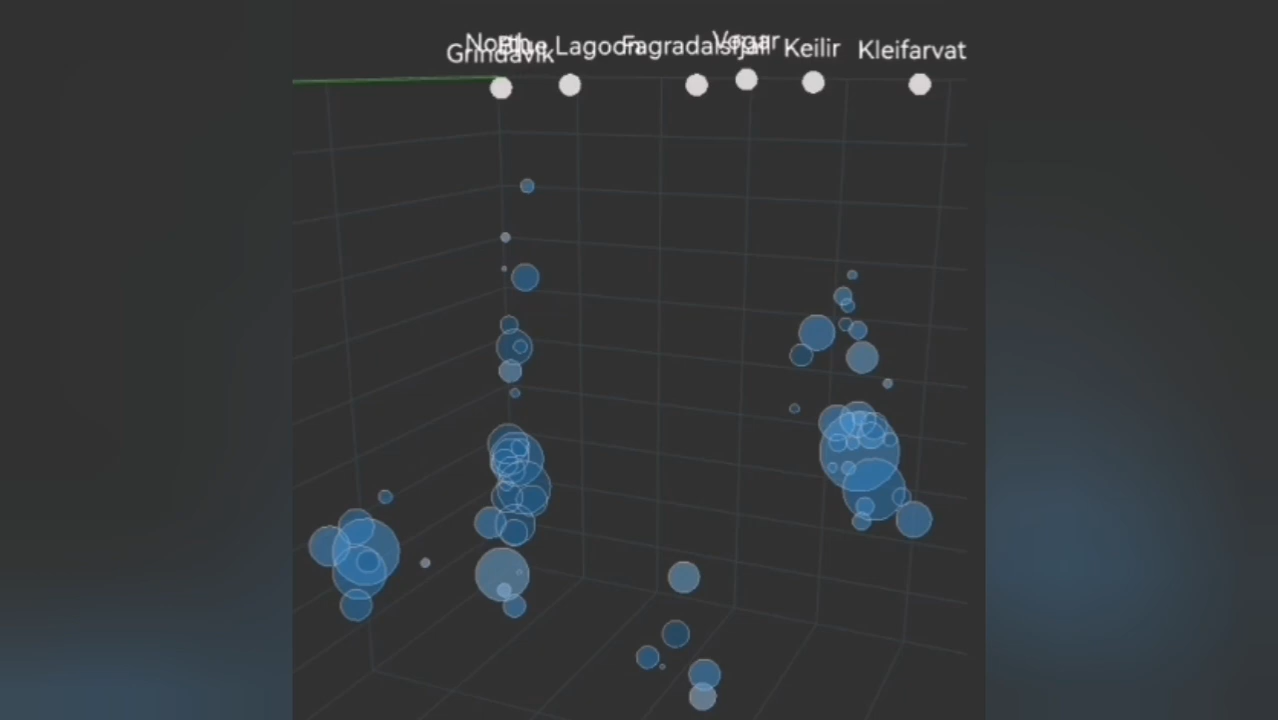 North
Grindavik
Blue Lagoon
Fagradalsfjall
Vogar
Keilir
Kleifarvat